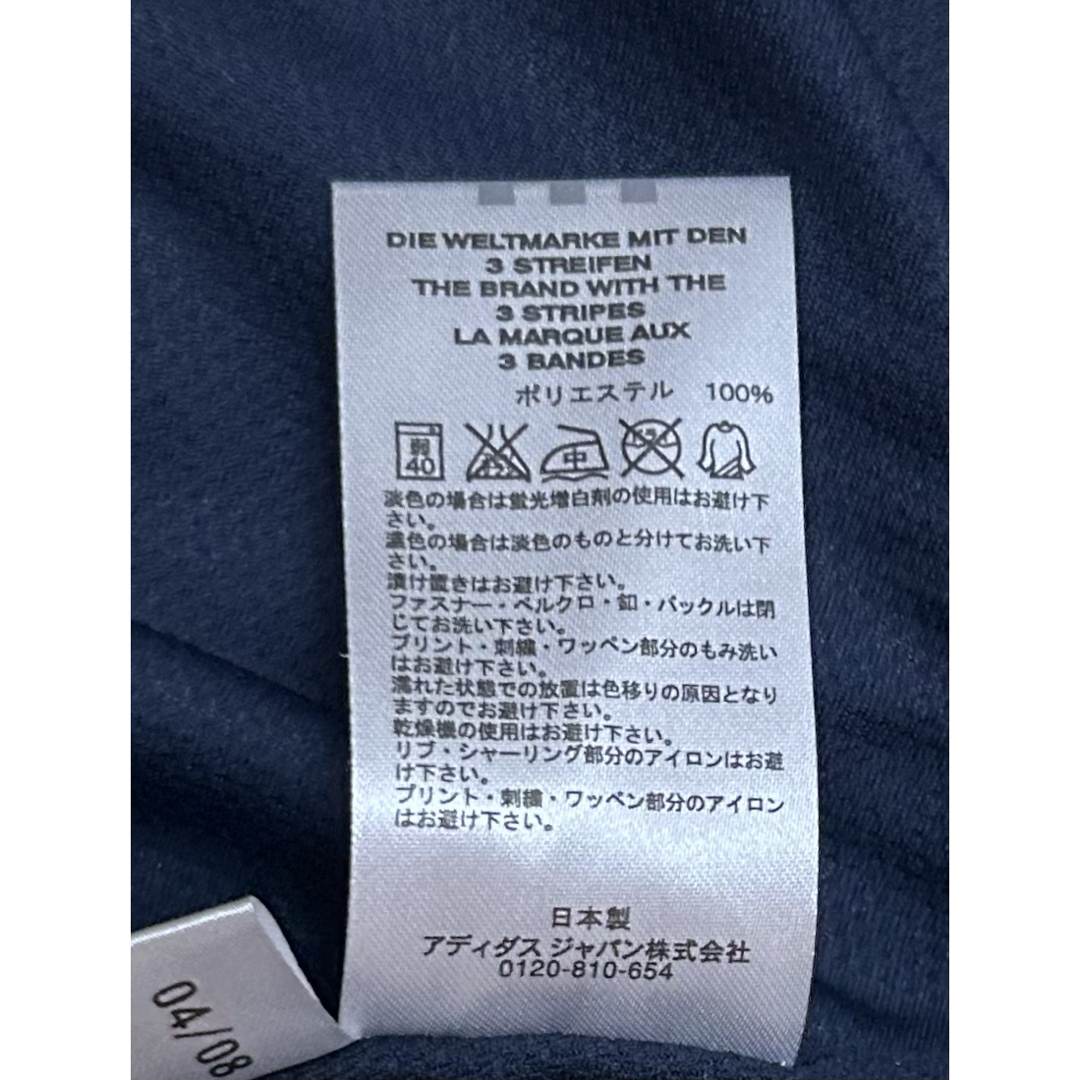 DIE WELTMARKE MIT DEN
3 STREIFEN
THE BRAND WITH THE
3 STRIPES
LA MARQUE AUX
3 BANDES
ポリエステル 100%
弱
40
中
ドライ
淡色の場合は蛍光増白剤の使用はお避け下
さい。
濃色の場合は淡色のものと分けてお洗い下
さい。
漬け置きはお避け下さい。
ファスナー・ベルクロ・釦・バックルは閉
じてお洗い下さい。
プリント・刺繍・ワッペン部分のもみ洗い
はお避け下さい。
濡れた状態での放置は色移りの原因となり
ますのでお避け下さい。
乾燥機の使用はお避け下さい。
リブ・シャーリング部分のアイロンはお避
け下さい。
プリント・刺繍・ワッペン部分のアイロン
はお避け下さい。
日本製
アディダス ジャパン株式会社
0120-810-654
04/08